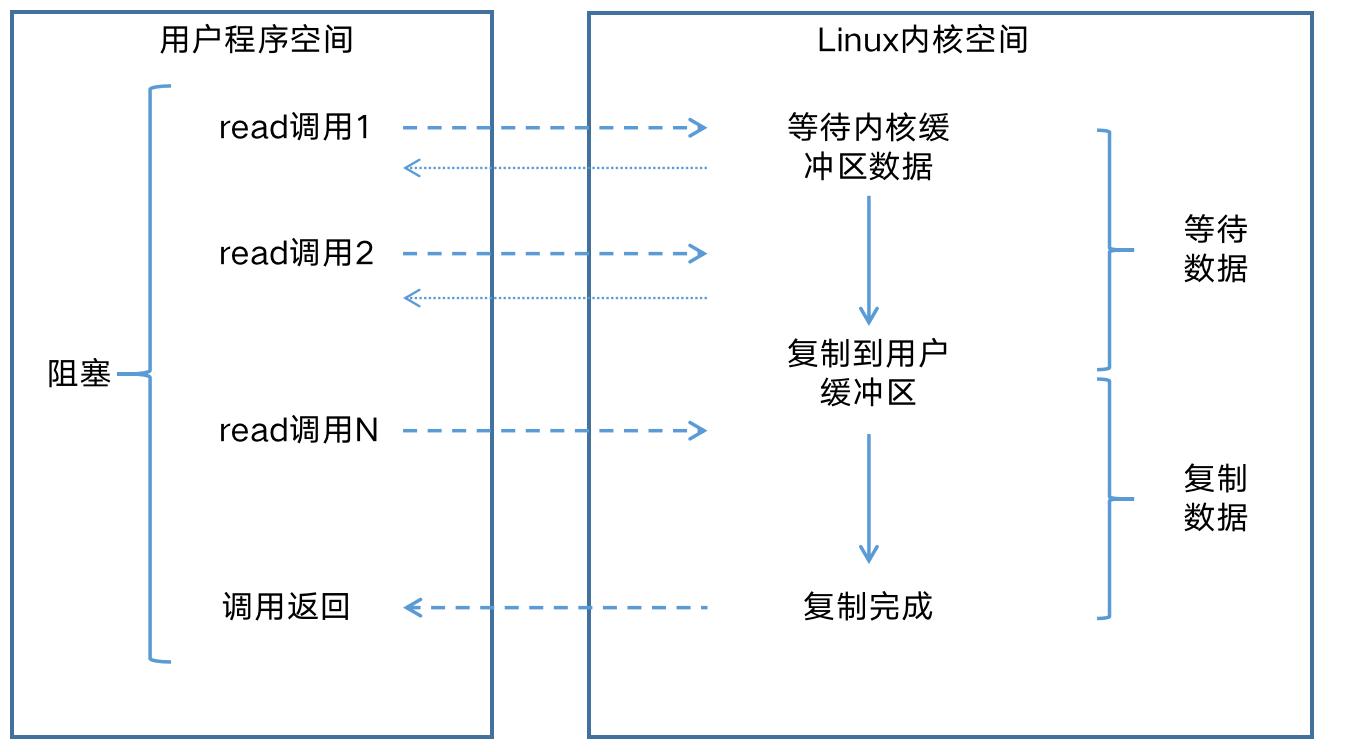 用户程序空间
Linux内核空间
read调用1
等待内核缓
冲区数据
read调用2
等待
数据
复制到用户
缓冲区
阻塞
read调用N
复制
数据
调用返回
复制完成